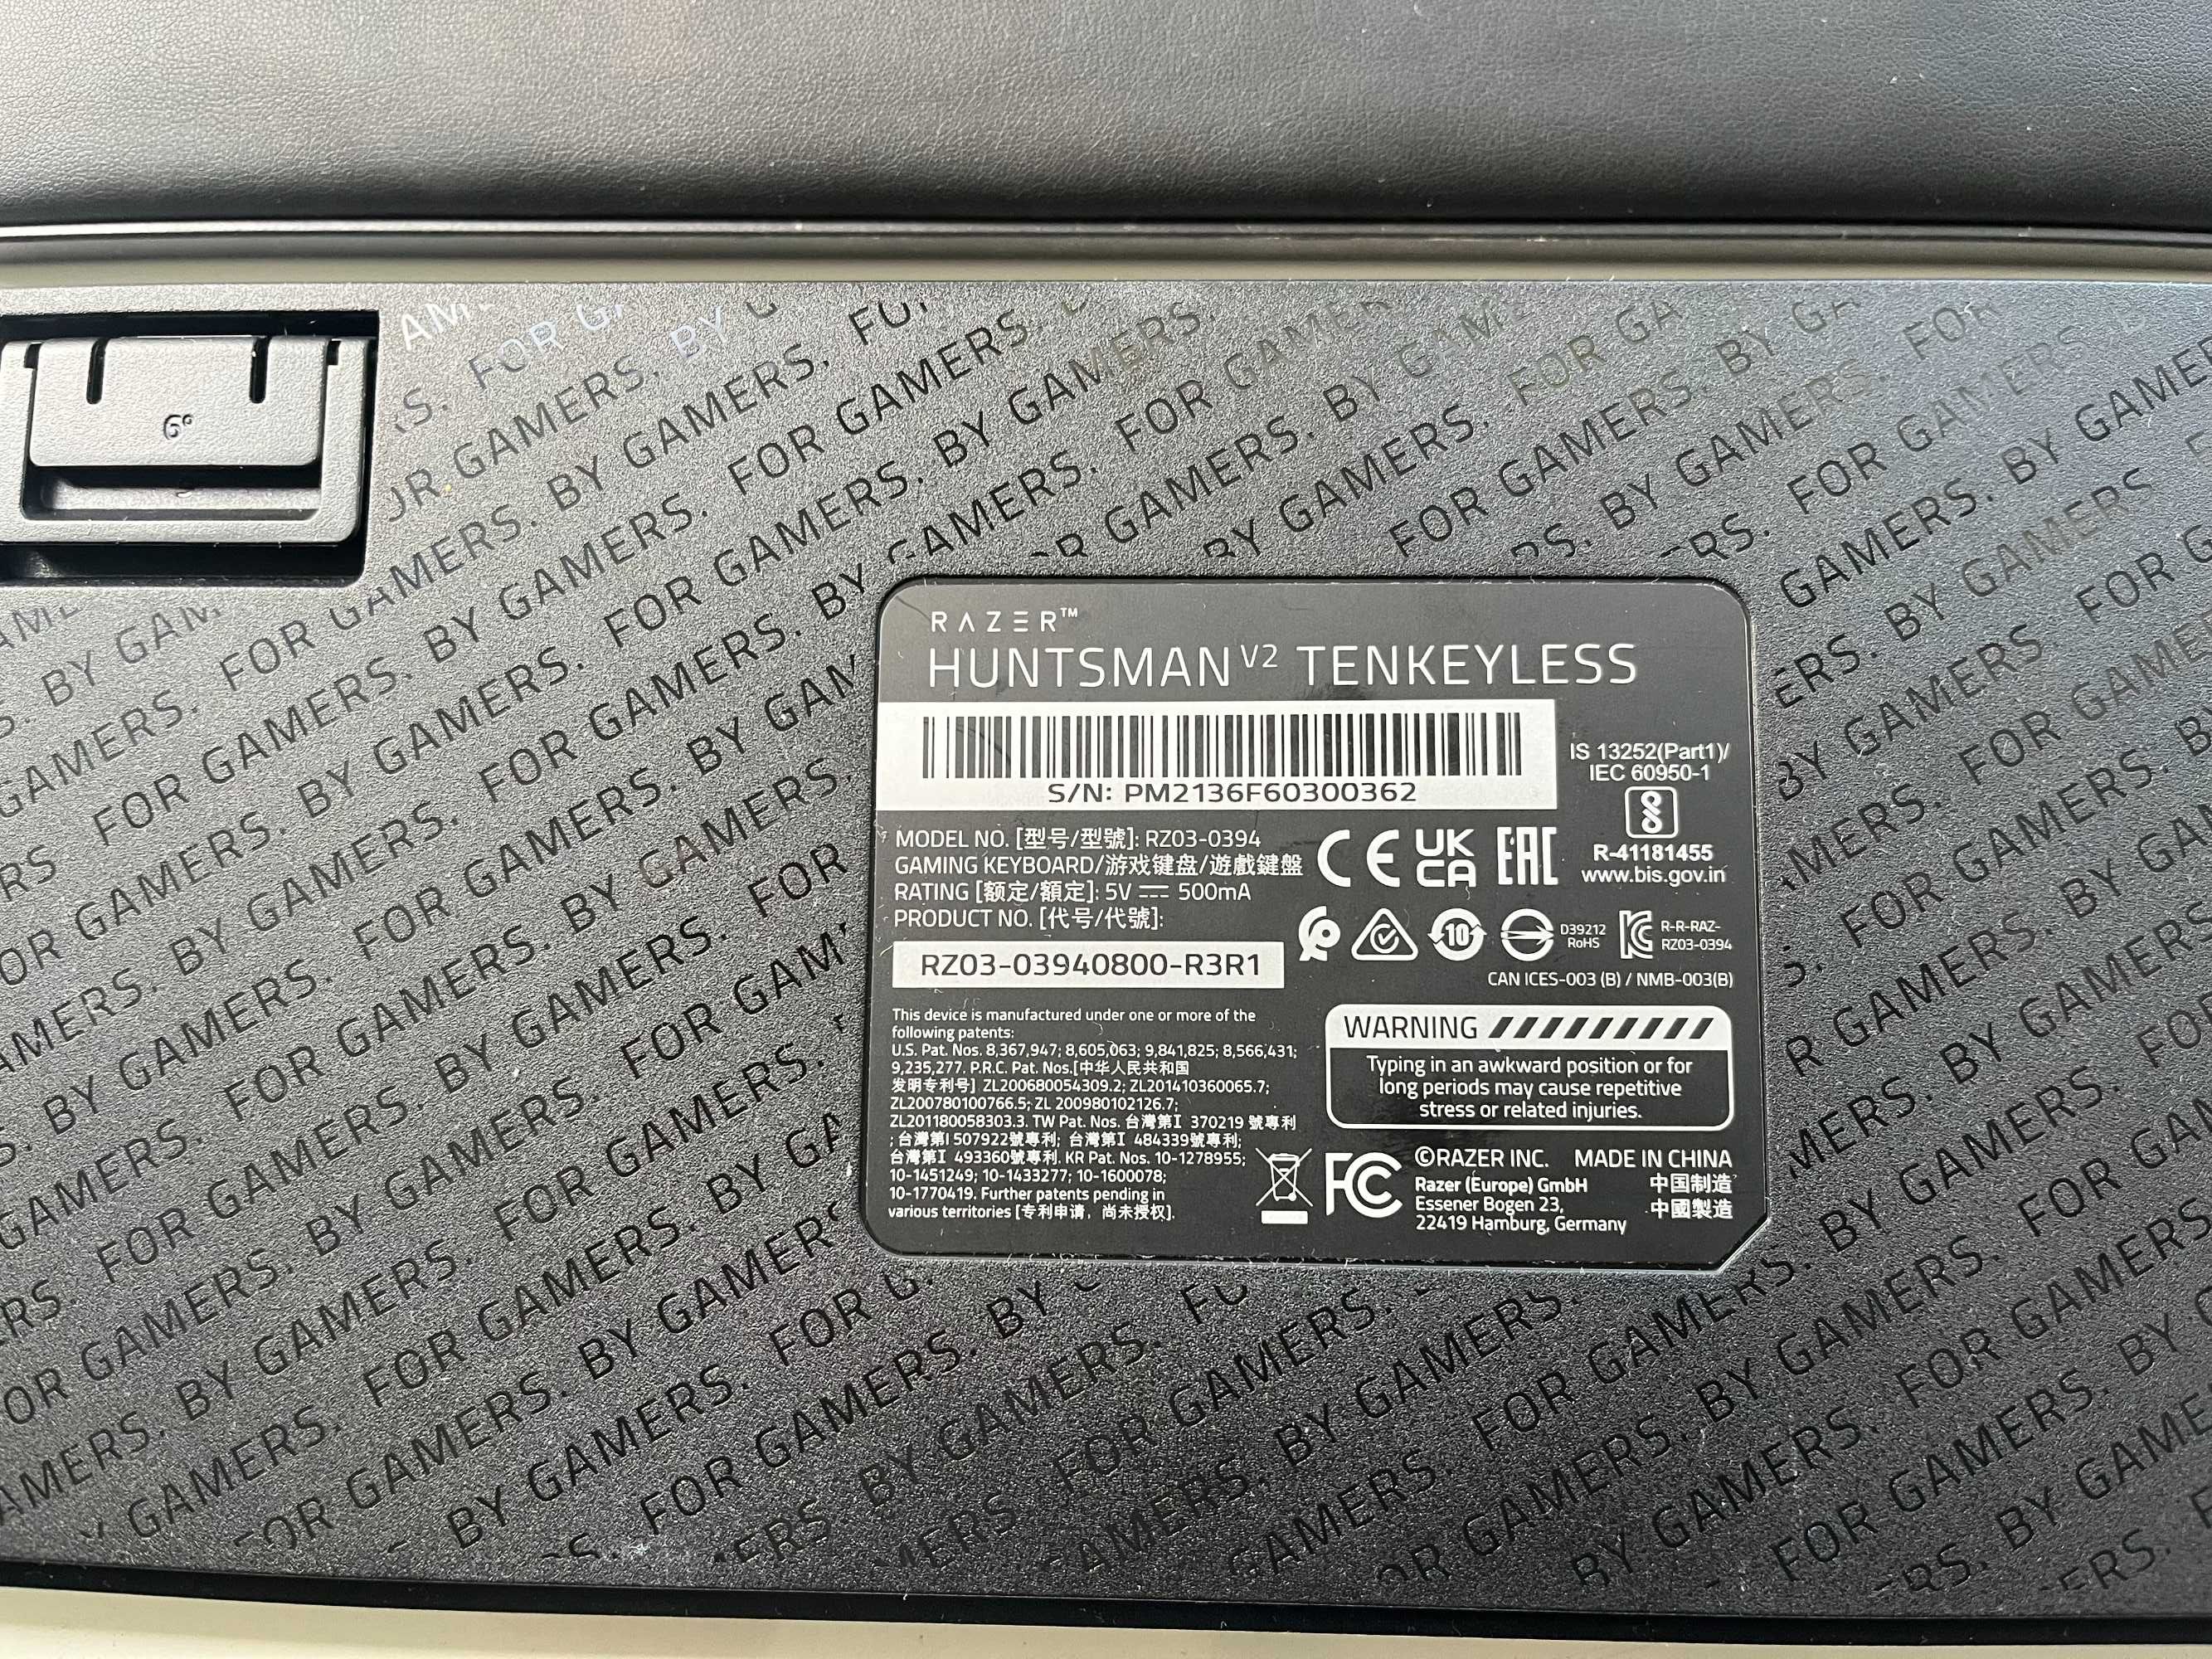 6°
FOR GAMERS. BY GAMERS. FOR GAMERS. BY GAMERS.
RAZER™
HUNTSMAN V2 TENKEYLESS
S/N: PM2136F60300362
IS 13252(Part1)/
IEC 60950-1
R-41181455
www.bis.gov.in
MODEL NO. [型号/型號]: RZ03-0394
GAMING KEYBOARD/游戏键盘/遊戲鍵盤
RATING [额定/額定]: 5V ⎓ 500mA
PRODUCT NO. [代号/代號]:
RZ03-03940800-R3R1
CE UK CA EAC
10
D39212
RoHS
R-R-RAZ-
RZ03-0394
CAN ICES-003 (B) / NMB-003(B)
This device is manufactured under one or more of the
following patents:
U.S. Pat. Nos. 8,367,947; 8,605,063; 9,841,825; 8,566,431;
9,235,277. P.R.C. Pat. Nos.[中华人民共和国
发明专利号] ZL200680054309.2; ZL201410360065.7;
ZL200780100766.5; ZL 200980102126.7;
ZL201180058303.3. TW Pat. Nos. 台灣第I 370219 號專利
; 台灣第I 507922號專利; 台灣第I 484339號專利;
台灣第I 493360號專利. KR Pat. Nos. 10-1278955;
10-1451249; 10-1433277; 10-1600078;
10-1770419. Further patents pending in
various territories [专利申请，尚未授权].
WARNING
Typing in an awkward position or for
long periods may cause repetitive
stress or related injuries.
FC
©RAZER INC. MADE IN CHINA
Razer (Europe) GmbH 中国制造
Essener Bogen 23, 中國製造
22419 Hamburg, Germany